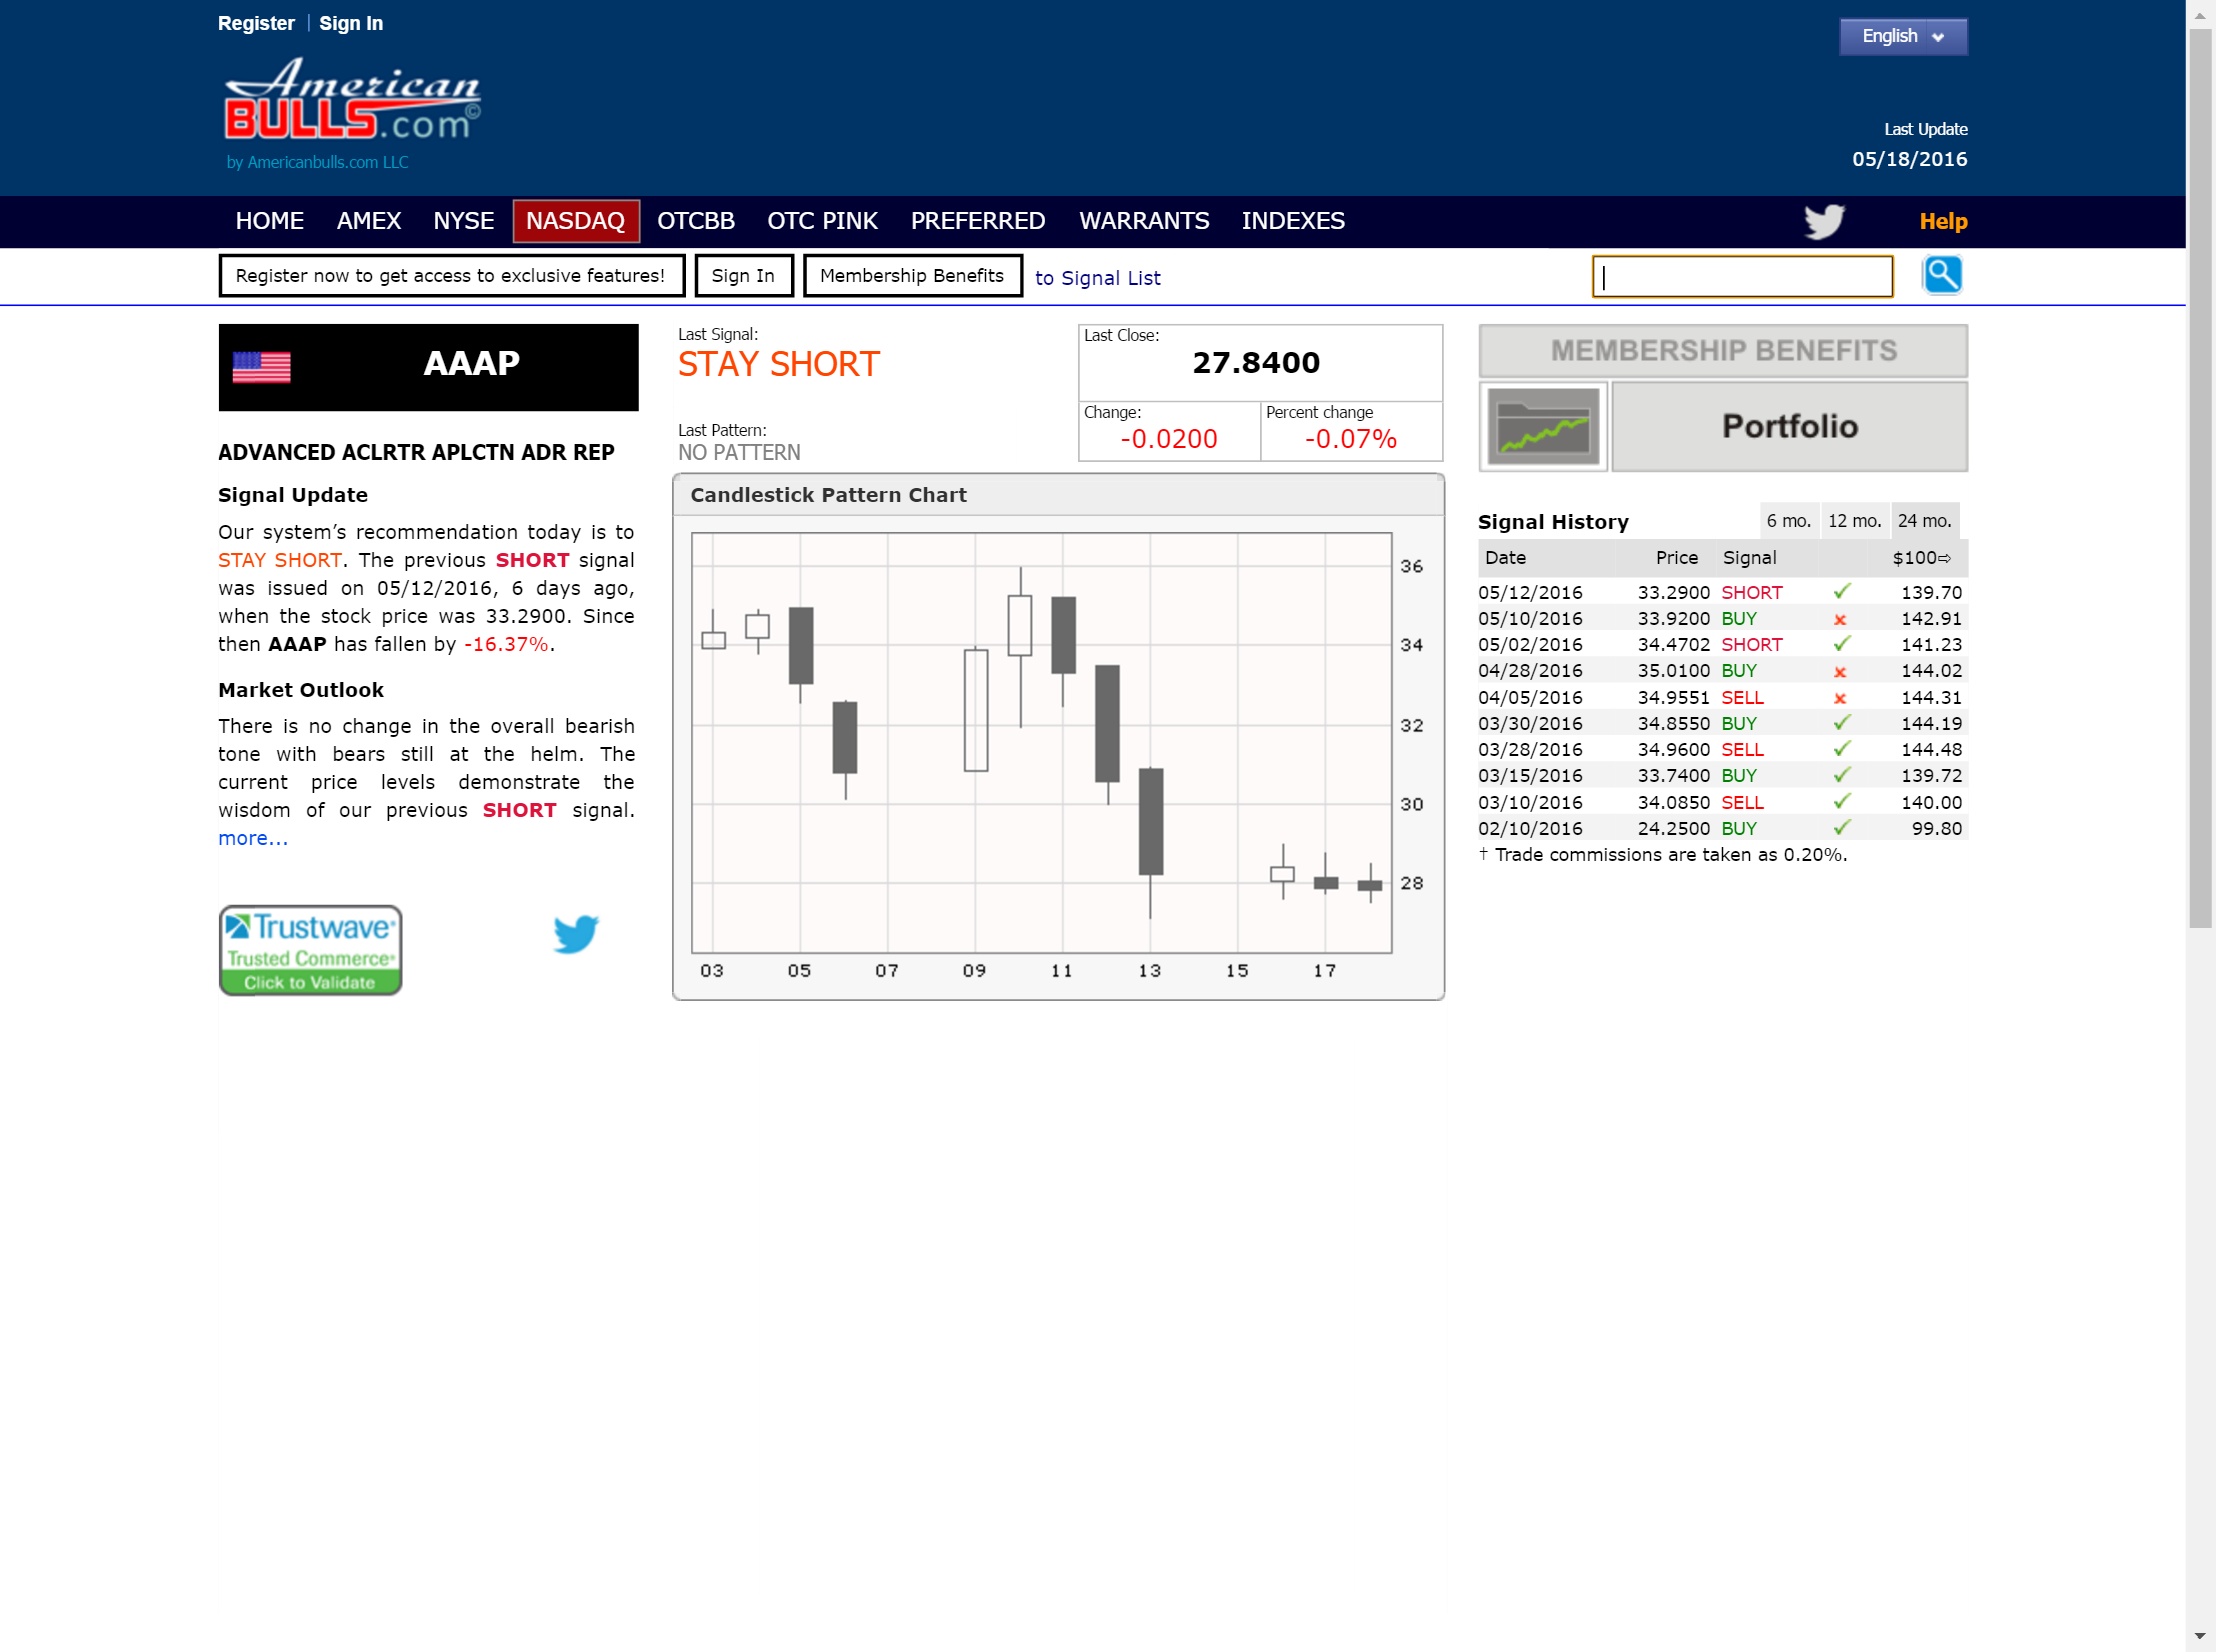 Register | Sign In
English
American
BULLS.com©
by Americanbulls.com LLC
Last Update
05/18/2016
HOME AMEX NYSE NASDAQ OTCBB OTC PINK PREFERRED WARRANTS INDEXES Help
Register now to get access to exclusive features! Sign In Membership Benefits to Signal List
AAAP
ADVANCED ACLRTR APLCTN ADR REP
Signal Update
Our system’s recommendation today is to
STAY SHORT. The previous SHORT signal
was issued on 05/12/2016, 6 days ago,
when the stock price was 33.2900. Since
then AAAP has fallen by -16.37%.
Market Outlook
There is no change in the overall bearish
tone with bears still at the helm. The
current price levels demonstrate the
wisdom of our previous SHORT signal.
more...
Trustwave®
Trusted Commerce®
Click to Validate
Last Signal:
STAY SHORT
Last Pattern:
NO PATTERN
Last Close:
27.8400
Change: Percent change
-0.0200 -0.07%
Candlestick Pattern Chart
36
34
32
30
28
03 05 07 09 11 13 15 17
MEMBERSHIP BENEFITS
Portfolio
Signal History 6 mo. 12 mo. 24 mo.
Date Price Signal $100⇨
05/12/2016 33.2900 SHORT ✓ 139.70
05/10/2016 33.9200 BUY x 142.91
05/02/2016 34.4702 SHORT ✓ 141.23
04/28/2016 35.0100 BUY x 144.02
04/05/2016 34.9551 SELL x 144.31
03/30/2016 34.8550 BUY ✓ 144.19
03/28/2016 34.9600 SELL ✓ 144.48
03/15/2016 33.7400 BUY ✓ 139.72
03/10/2016 34.0850 SELL ✓ 140.00
02/10/2016 24.2500 BUY ✓ 99.80
† Trade commissions are taken as 0.20%.